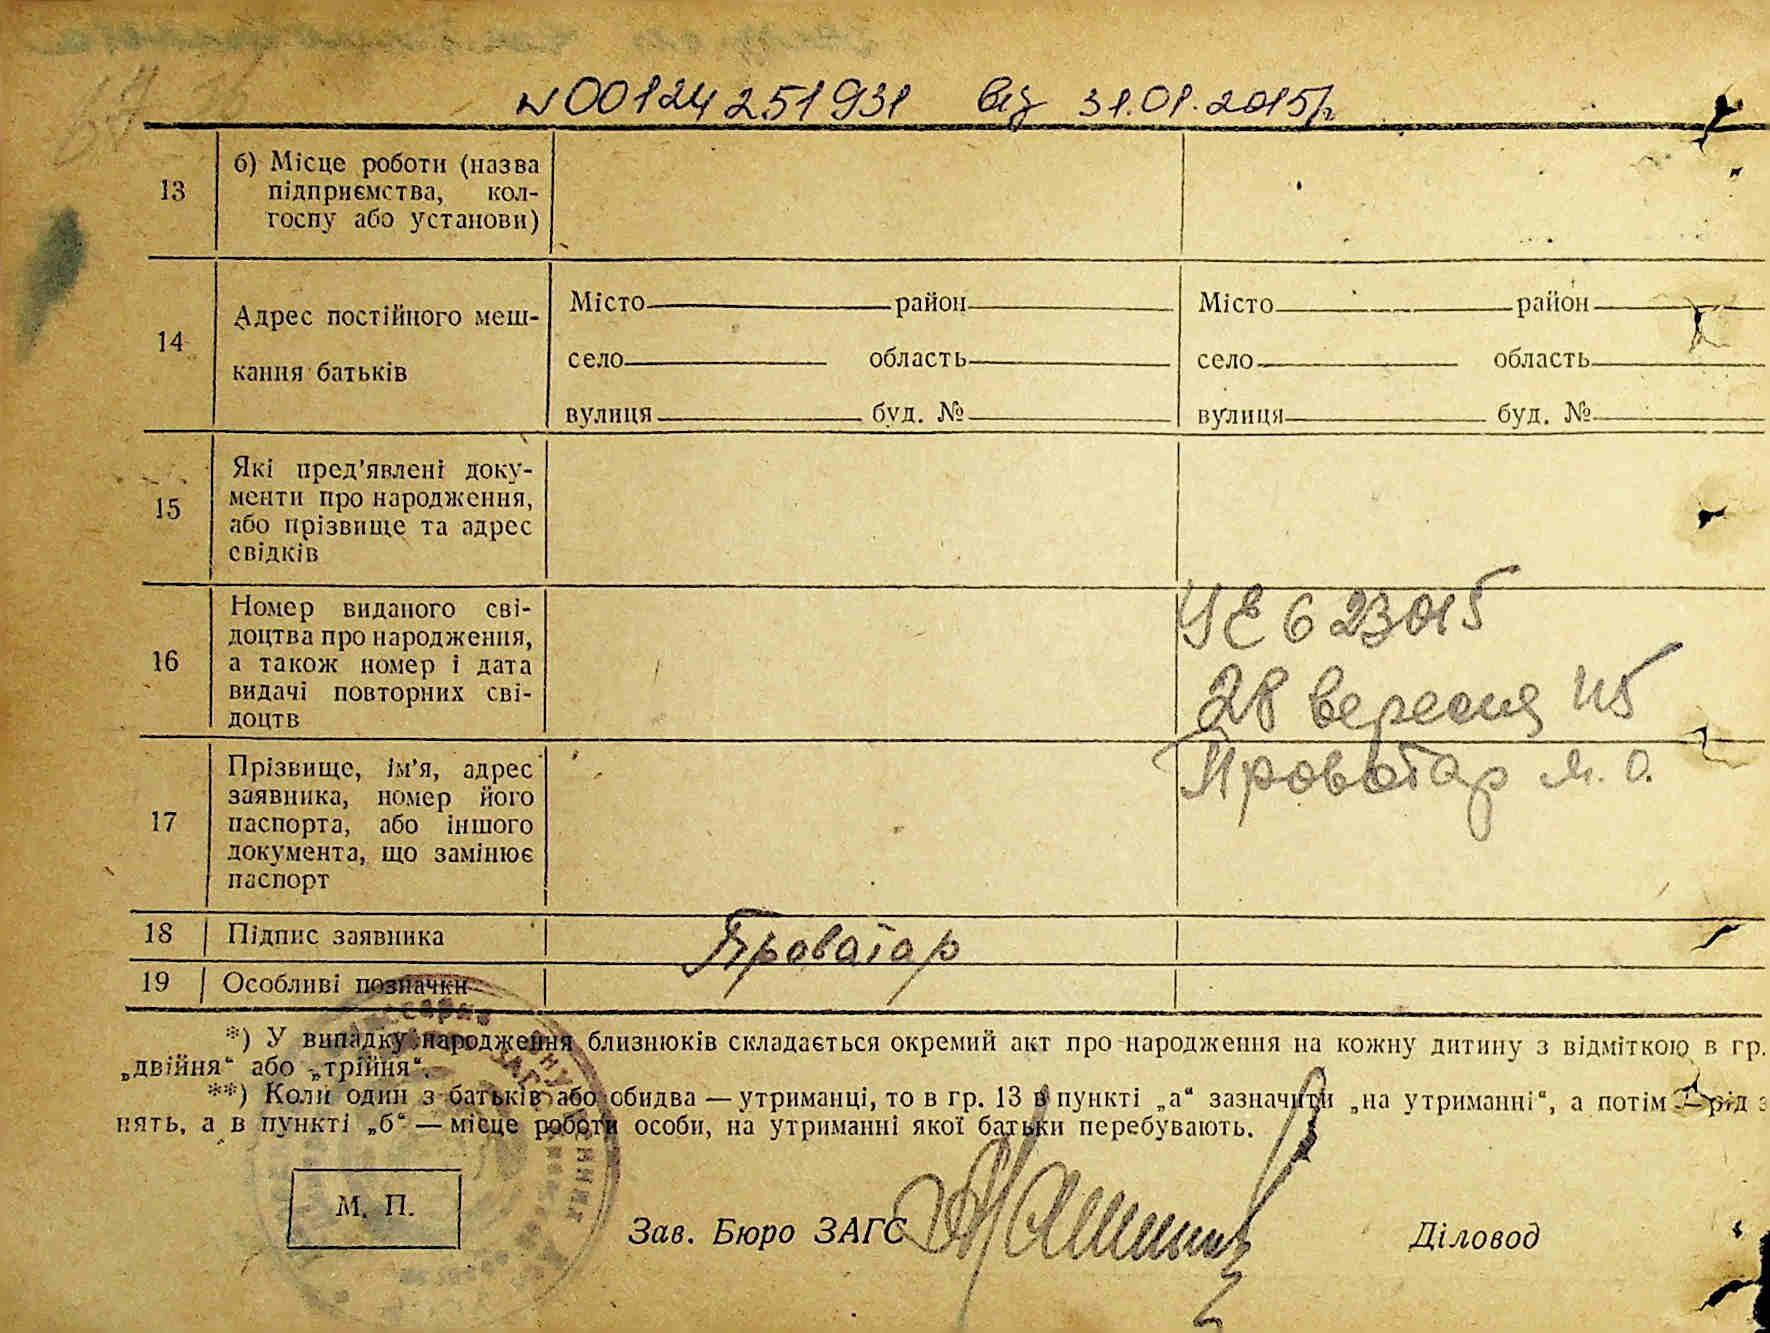 N 00124251931 від 31.01.2015р
13
б) Місце роботи (назва
підприємства, кол-
госпу або установи)
14
Адрес постійного меш-
кання батьків
Місто район
село область
вулиця буд. №
Місто район
село область
вулиця буд. №
15
Які пред'явлені доку-
менти про народження,
або прізвище та адрес
свідків
16
Номер виданого сві-
доцтва про народження,
а також номер і дата
видачі повторних сві-
доцтв
УЕ 623015
28 вересня 45
17
Прізвище, ім'я, адрес
заявника, номер його
паспорта, або іншого
документа, що замінює
паспорт
Проватар М. О.
18 Підпис заявника
Проватар
19 Особливі позначки
*) У випадку народження близнюків складається окремий акт про народження на кожну дитину з відміткою в гр.
„двійня“ або „трійня“.
**) Коли один з батьків або обидва — утриманці, то в гр. 13 в пункті „а“ зазначити „на утриманні“, а потім — рід з
нять, а в пункті „б“ — місце роботи особи, на утриманні якої батьки перебувають.
М. П.
Зав. Бюро ЗАГС
Діловод